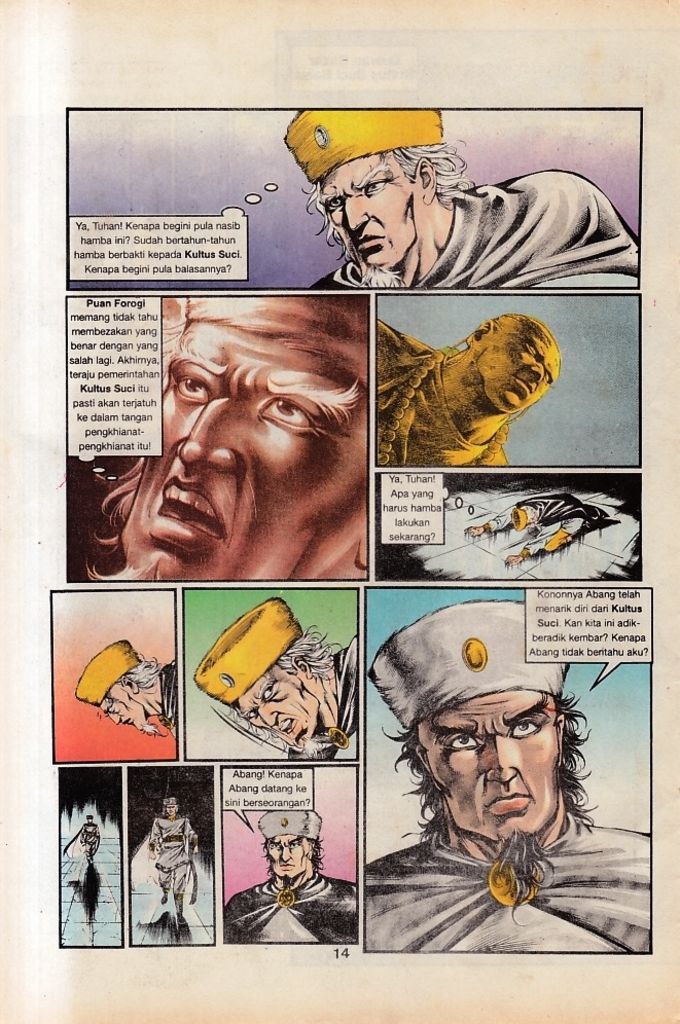 Ya, Tuhan! Kenapa begini pula nasib
hamba ini? Sudah bertahun-tahun
hamba berbakti kepada Kultus Suci.
Kenapa begini pula balasannya?
Puan Forogi
memang tidak tahu
membezakan yang
benar dengan yang
salah lagi. Akhirnya,
teraju pemerintahan
Kultus Suci itu
pasti akan terjatuh
ke dalam tangan
pengkhianat-
pengkhianat itu!
Ya, Tuhan!
Apa yang
harus hamba
lakukan
sekarang?
Abang! Kenapa
Abang datang ke
sini berseorangan?
Kononnya Abang telah
menarik diri dari Kultus
Suci. Kan kita ini adik-
beradik kembar? Kenapa
Abang tidak beritahu aku?
14